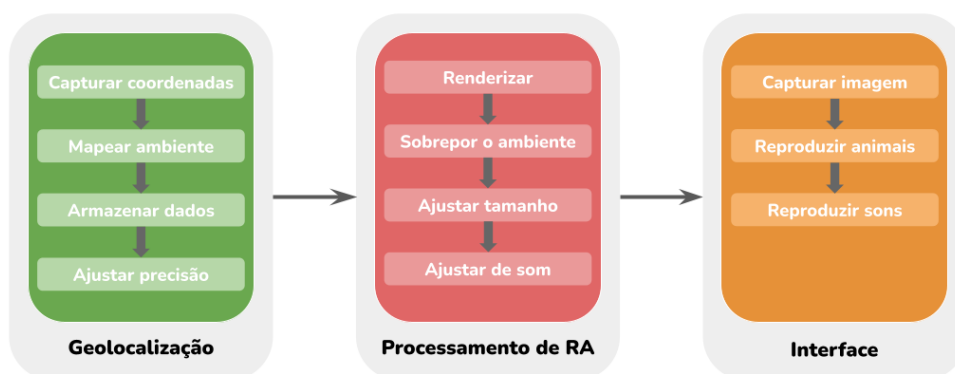 Capturar coordenadas
Mapear ambiente
Armazenar dados
Ajustar precisão
Geolocalização
Renderizar
Sobrepor o ambiente
Ajustar tamanho
Ajustar de som
Processamento de RA
Capturar imagem
Reproduzir animais
Reproduzir sons
Interface